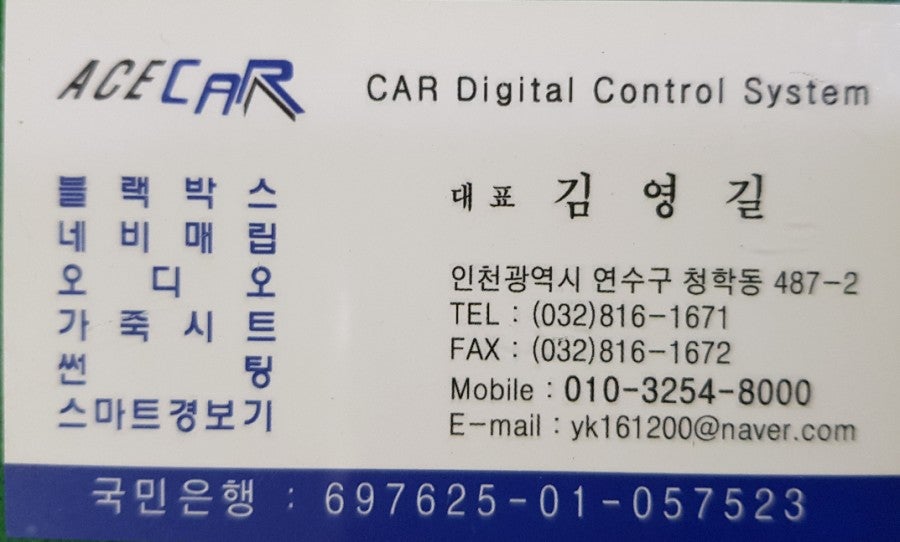 ACECAR
CAR Digital Control System
블랙박스
네비매립
오디오
가죽시트
썬팅
스마트경보기
대표 김영길
인천광역시 연수구 청학동 487-2
TEL : (032)816-1671
FAX : (032)816-1672
Mobile : 010-3254-8000
E-mail : yk161200@naver.com
국민은행 : 697625-01-057523